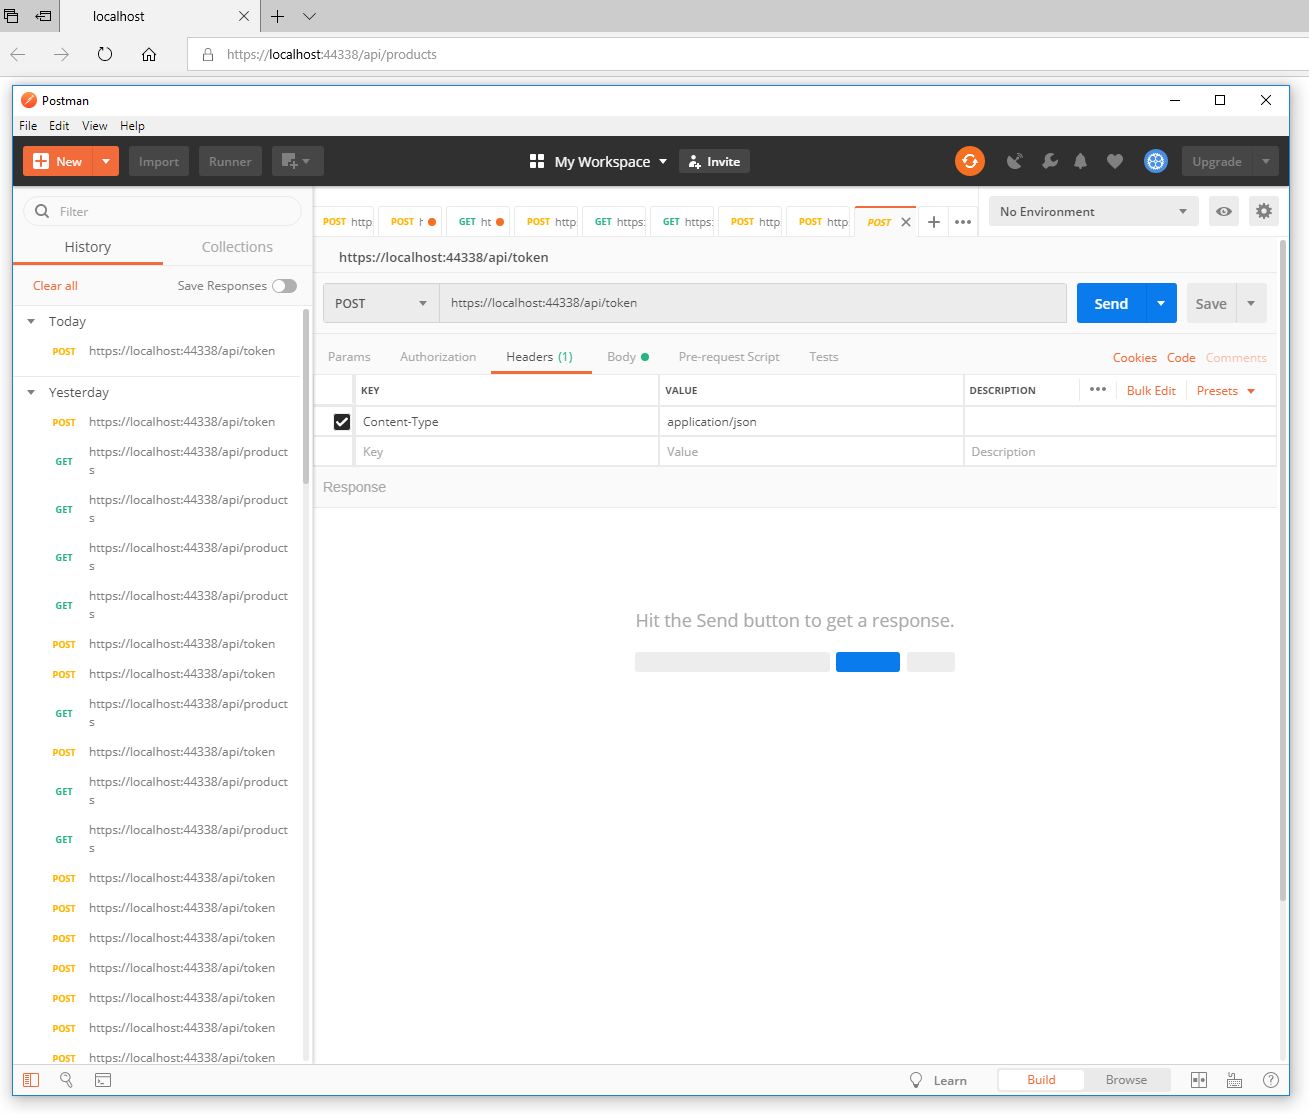 localhost
https://localhost:44338/api/products
Postman
File Edit View Help
New Import Runner My Workspace Invite Upgrade
Filter
History Collections
Clear all Save Responses
Today
POST https://localhost:44338/api/token
Yesterday
POST https://localhost:44338/api/token
GET https://localhost:44338/api/product
s
GET https://localhost:44338/api/product
s
GET https://localhost:44338/api/product
s
GET https://localhost:44338/api/product
s
POST https://localhost:44338/api/token
POST https://localhost:44338/api/token
GET https://localhost:44338/api/product
s
POST https://localhost:44338/api/token
GET https://localhost:44338/api/product
s
GET https://localhost:44338/api/product
s
POST https://localhost:44338/api/token
POST https://localhost:44338/api/token
POST https://localhost:44338/api/token
POST https://localhost:44338/api/token
POST https://localhost:44338/api/token
POST https://localhost:44338/api/token
POST https://localhost:44338/api/token
POST http POST h GET ht POST http GET https: GET https: POST http POST http POST
No Environment
https://localhost:44338/api/token
POST https://localhost:44338/api/token Send Save
Params Authorization Headers (1) Body Pre-request Script Tests Cookies Code Comments
KEY VALUE DESCRIPTION Bulk Edit Presets
Content-Type application/json
Key Value Description
Response
Hit the Send button to get a response.
Learn Build Browse